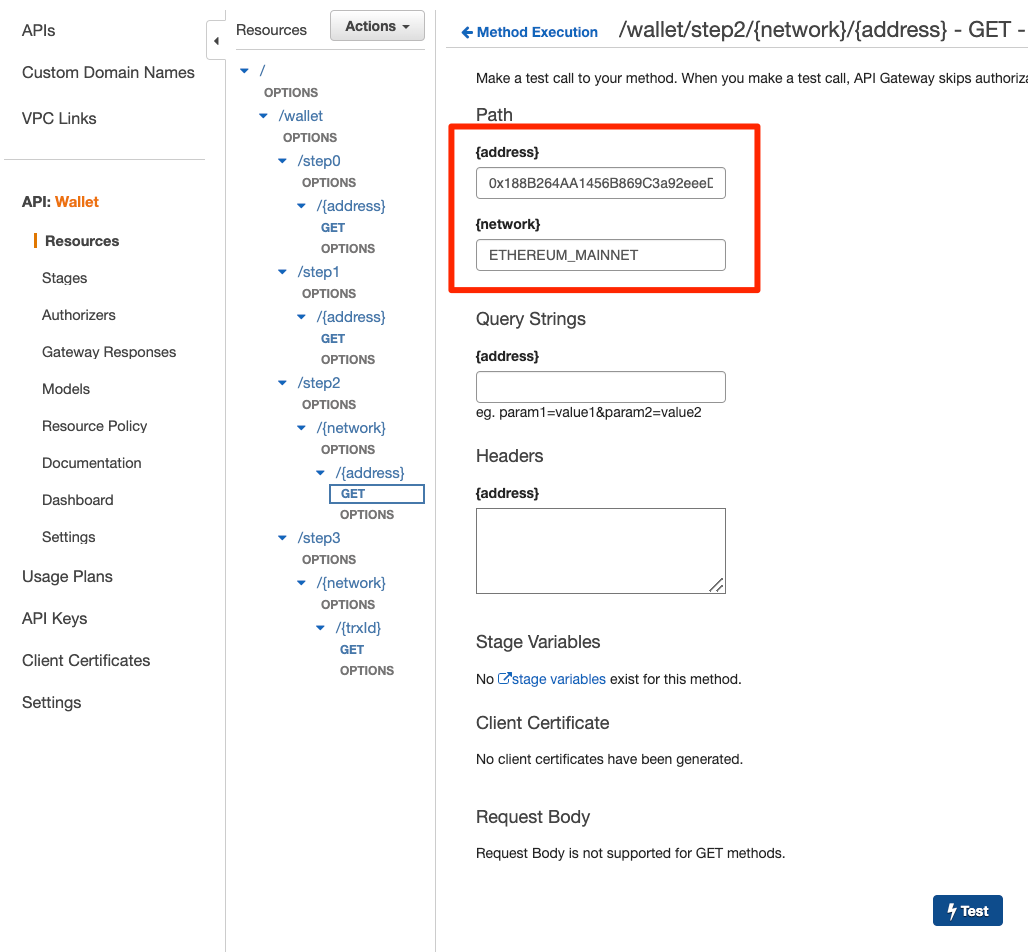 APIs
Custom Domain Names
VPC Links
API: Wallet
Resources
Stages
Authorizers
Gateway Responses
Models
Resource Policy
Documentation
Dashboard
Settings
Usage Plans
API Keys
Client Certificates
Settings
Resources
Actions
/
OPTIONS
/wallet
OPTIONS
/step0
OPTIONS
/{address}
GET
OPTIONS
/step1
OPTIONS
/{address}
GET
OPTIONS
/step2
OPTIONS
/{network}
OPTIONS
/{address}
GET
OPTIONS
/step3
OPTIONS
/{network}
OPTIONS
/{trxId}
GET
OPTIONS
Method Execution
/wallet/step2/{network}/{address} - GET -
Make a test call to your method. When you make a test call, API Gateway skips authoriza
Path
{address}
0x188B264AA1456B869C3a92eeeD
{network}
ETHEREUM_MAINNET
Query Strings
{address}
eg. param1=value1&param2=value2
Headers
{address}
Stage Variables
No stage variables exist for this method.
Client Certificate
No client certificates have been generated.
Request Body
Request Body is not supported for GET methods.
Test